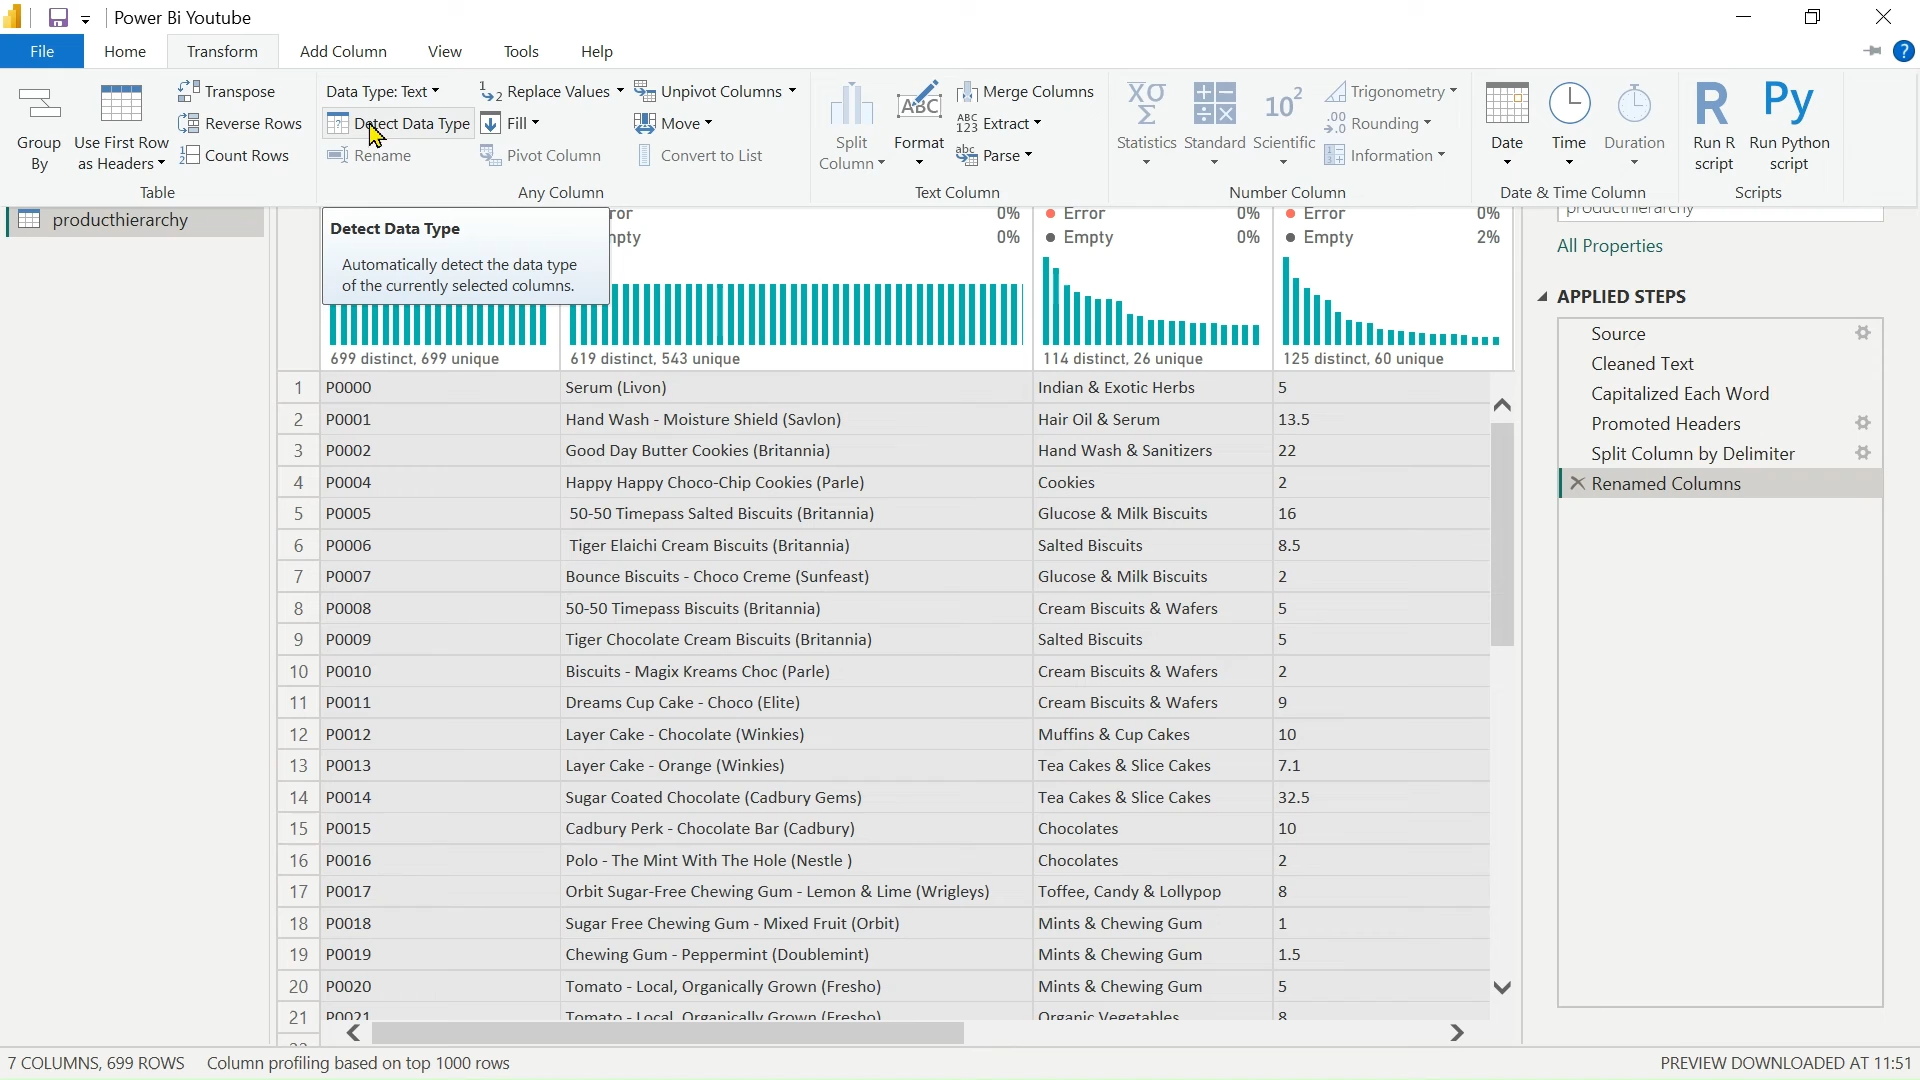 Power Bi Youtube
File Home Transform Add Column View Tools Help
Group By
Use First Row as Headers
Transpose
Reverse Rows
Count Rows
Table
Data Type: Text
Detect Data Type
Rename
Replace Values
Fill
Pivot Column
Unpivot Columns
Move
Convert to List
Any Column
Split Column
Format
Merge Columns
ABC
123 Extract
abc Parse
Text Column
Statistics
Standard
10² Scientific
Trigonometry
.00 Rounding
Information
Number Column
Date
Time
Duration
Date & Time Column
R Run R script
Py Run Python script
Scripts
producthierarchy
Detect Data Type
Automatically detect the data type
of the currently selected columns.
0% Error 0% Error 0%
0% Empty 0% Empty 2%
699 distinct, 699 unique 619 distinct, 543 unique 114 distinct, 26 unique 125 distinct, 60 unique
1 P0000 Serum (Livon) Indian & Exotic Herbs 5
2 P0001 Hand Wash - Moisture Shield (Savlon) Hair Oil & Serum 13.5
3 P0002 Good Day Butter Cookies (Britannia) Hand Wash & Sanitizers 22
4 P0004 Happy Happy Choco-Chip Cookies (Parle) Cookies 2
5 P0005 50-50 Timepass Salted Biscuits (Britannia) Glucose & Milk Biscuits 16
6 P0006 Tiger Elaichi Cream Biscuits (Britannia) Salted Biscuits 8.5
7 P0007 Bounce Biscuits - Choco Creme (Sunfeast) Glucose & Milk Biscuits 2
8 P0008 50-50 Timepass Biscuits (Britannia) Cream Biscuits & Wafers 5
9 P0009 Tiger Chocolate Cream Biscuits (Britannia) Salted Biscuits 5
10 P0010 Biscuits - Magix Kreams Choc (Parle) Cream Biscuits & Wafers 2
11 P0011 Dreams Cup Cake - Choco (Elite) Cream Biscuits & Wafers 9
12 P0012 Layer Cake - Chocolate (Winkies) Muffins & Cup Cakes 10
13 P0013 Layer Cake - Orange (Winkies) Tea Cakes & Slice Cakes 7.1
14 P0014 Sugar Coated Chocolate (Cadbury Gems) Tea Cakes & Slice Cakes 32.5
15 P0015 Cadbury Perk - Chocolate Bar (Cadbury) Chocolates 10
16 P0016 Polo - The Mint With The Hole (Nestle ) Chocolates 2
17 P0017 Orbit Sugar-Free Chewing Gum - Lemon & Lime (Wrigleys) Toffee, Candy & Lollypop 8
18 P0018 Sugar Free Chewing Gum - Mixed Fruit (Orbit) Mints & Chewing Gum 1
19 P0019 Chewing Gum - Peppermint (Doublemint) Mints & Chewing Gum 1.5
20 P0020 Tomato - Local, Organically Grown (Fresho) Mints & Chewing Gum 5
21 P0021 Tomato - Local, Organically Grown (Fresho) Organic Vegetables 8
producthierarchy
All Properties
APPLIED STEPS
Source
Cleaned Text
Capitalized Each Word
Promoted Headers
Split Column by Delimiter
Renamed Columns
7 COLUMNS, 699 ROWS Column profiling based on top 1000 rows PREVIEW DOWNLOADED AT 11:51